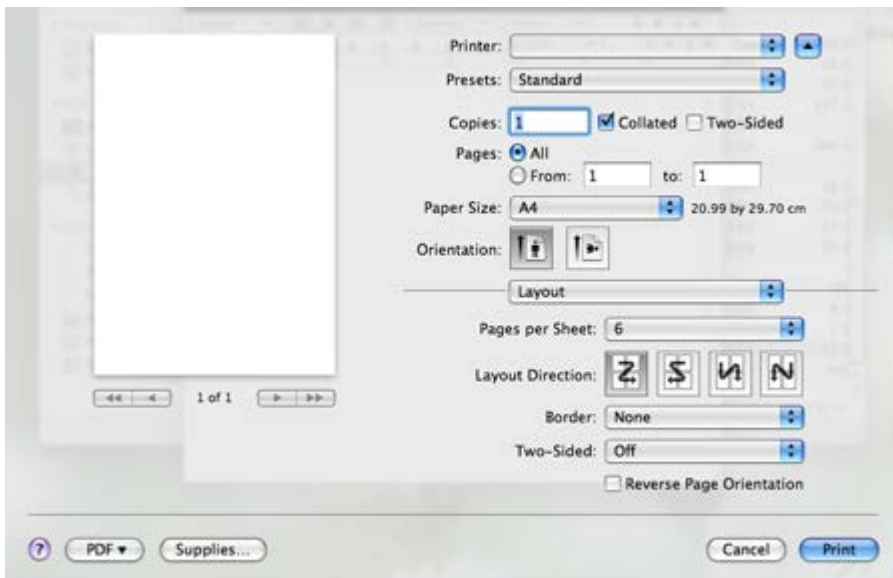 Printer:
Presets: Standard
Copies: 1 Collated Two-Sided
Pages: All
From: 1 to: 1
Paper Size: A4 20.99 by 29.70 cm
Orientation:
Layout
Pages per Sheet: 6
Layout Direction:
1 of 1
Border: None
Two-Sided: Off
Reverse Page Orientation
? PDF Supplies... Cancel Print